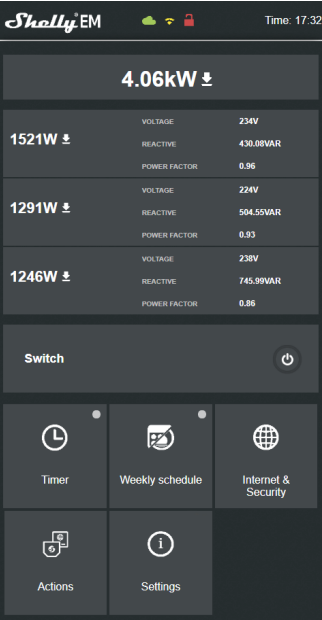 Shelly EM Time: 17:32
4.06kW
VOLTAGE 234V
1521W REACTIVE 430.08VAR
POWER FACTOR 0.96
VOLTAGE 224V
1291W REACTIVE 504.55VAR
POWER FACTOR 0.93
VOLTAGE 238V
1246W REACTIVE 745.99VAR
POWER FACTOR 0.86
Switch
Timer
Weekly schedule
Internet &
Security
Actions
Settings